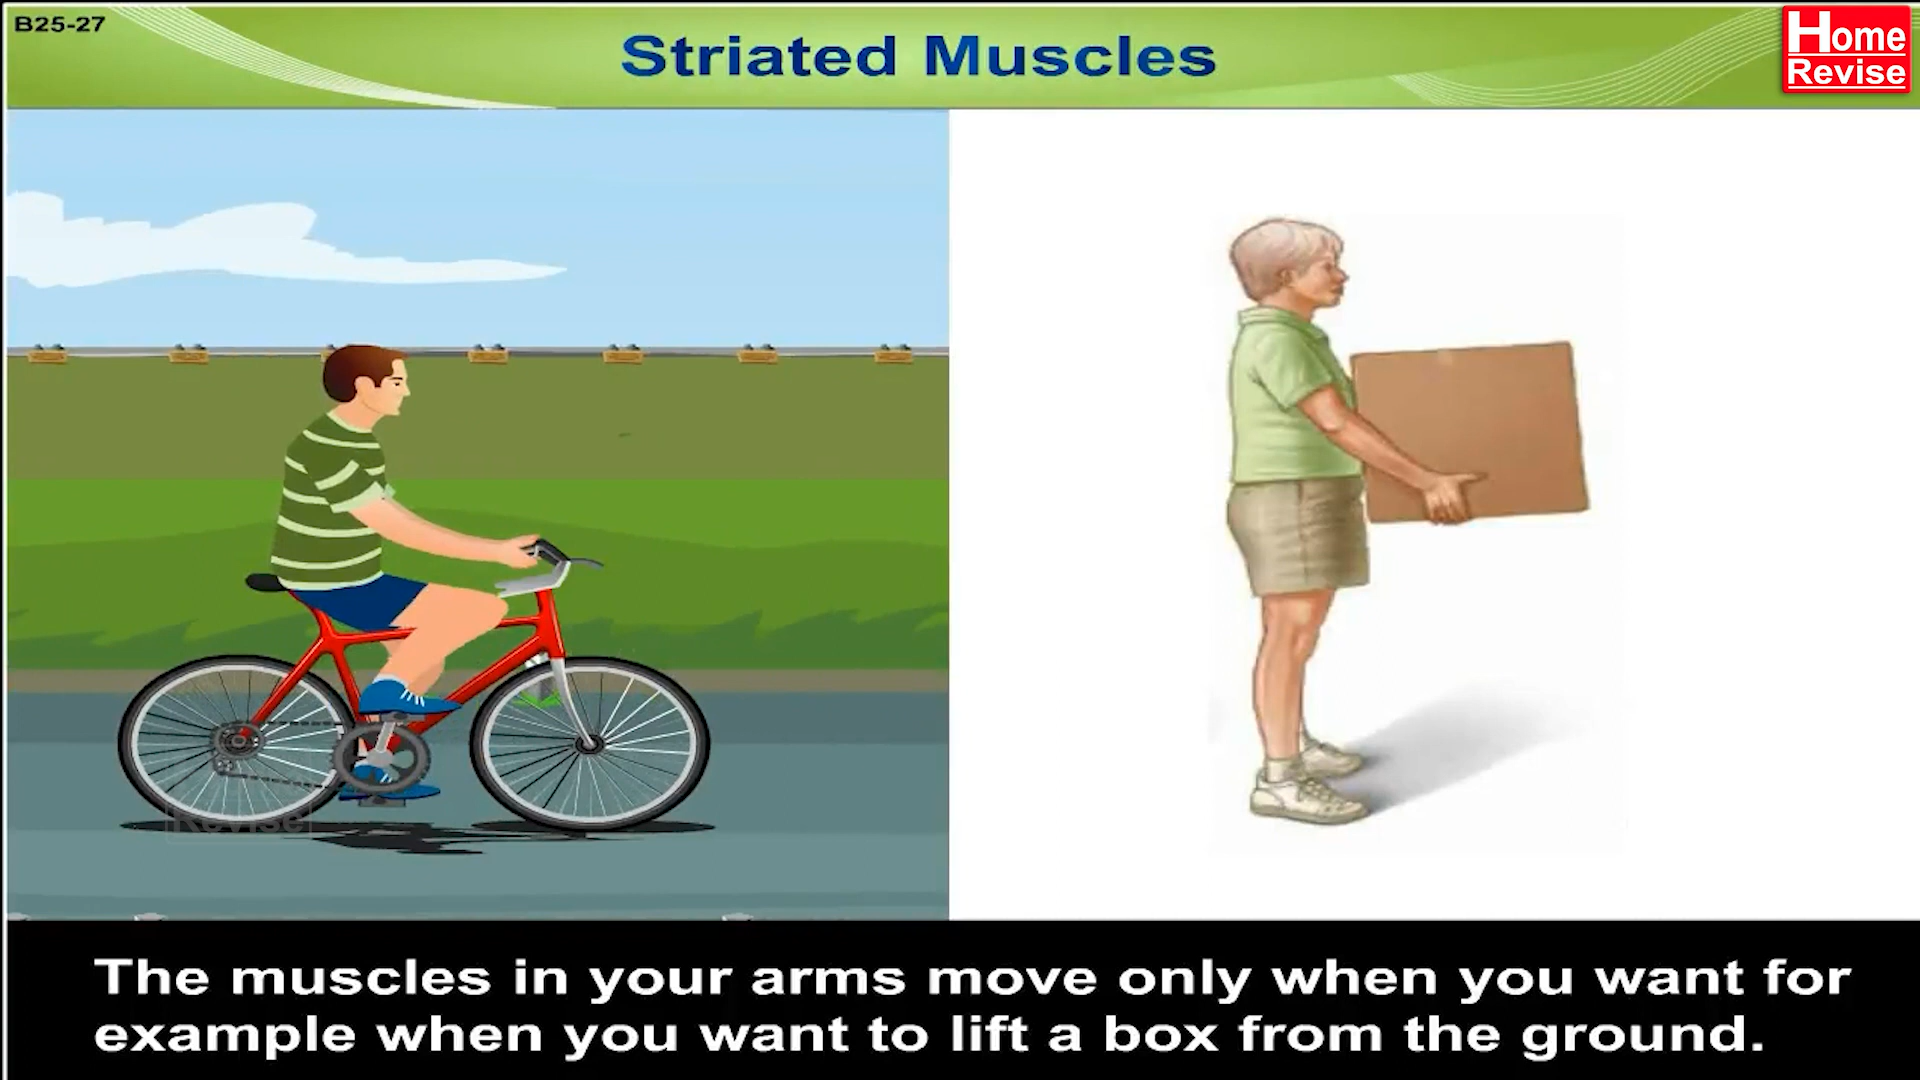 B25-27
Striated Muscles
Home
Revise
Revise
The muscles in your arms move only when you want for
example when you want to lift a box from the ground.